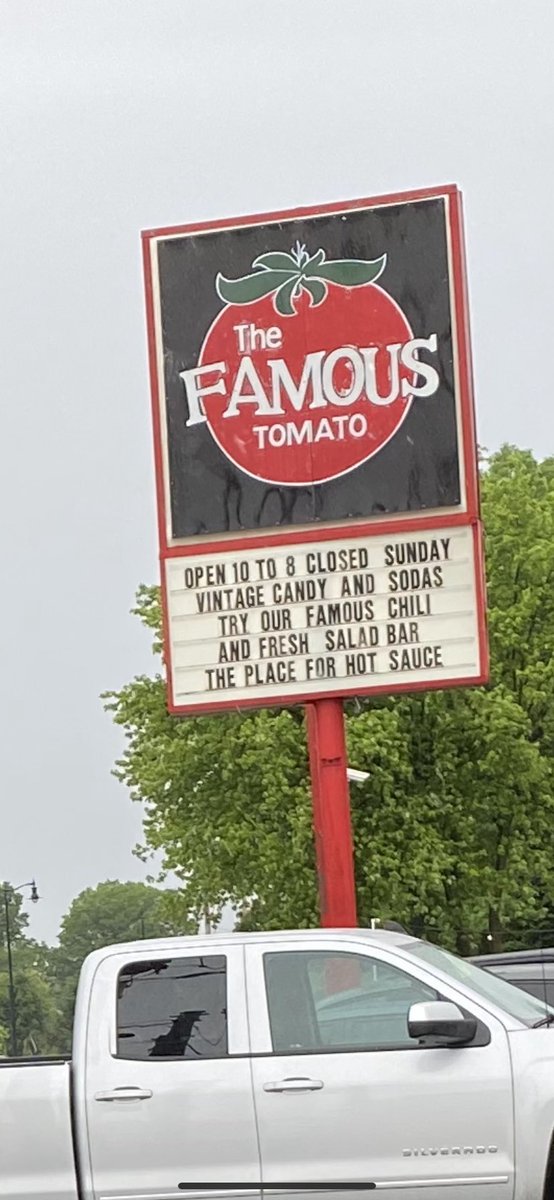 The
FAMOUS
TOMATO
OPEN 10 TO 8 CLOSED SUNDAY
VINTAGE CANDY AND SODAS
TRY OUR FAMOUS CHILI
AND FRESH SALAD BAR
THE PLACE FOR HOT SAUCE
SILVERADO